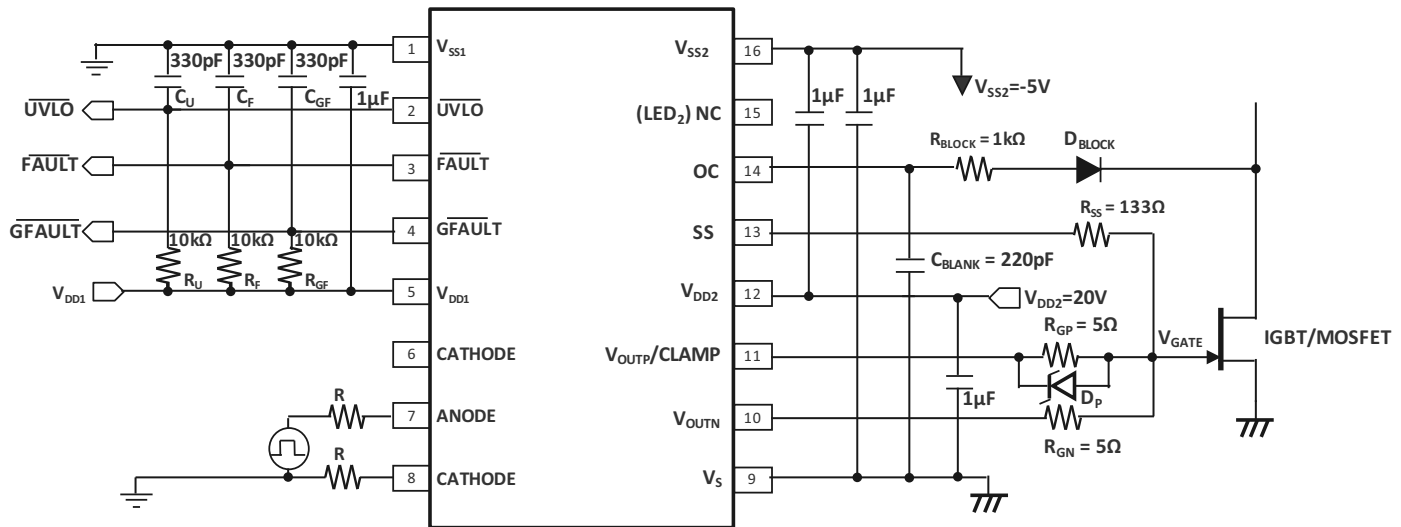 330pF 330pF 330pF
1 V_SS1
C_U C_F C_GF 1μF
UVLO 2 UVLO
FAULT 3 FAULT
GFAULT 4 GFAULT
10kΩ 10kΩ 10kΩ
R_U R_F R_GF
V_DD1 5 V_DD1
6 CATHODE
R
7 ANODE
R
8 CATHODE
V_SS2 16
V_SS2=-5V
1μF 1μF
(LED_2) NC 15
R_BLOCK = 1kΩ D_BLOCK
OC 14
R_SS = 133Ω
SS 13
C_BLANK = 220pF
V_DD2 12 V_DD2=20V
R_GP = 5Ω
V_GATE IGBT/MOSFET
V_OUTP/CLAMP 11
1μF D_P
V_OUTN 10
R_GN = 5Ω
V_S 9